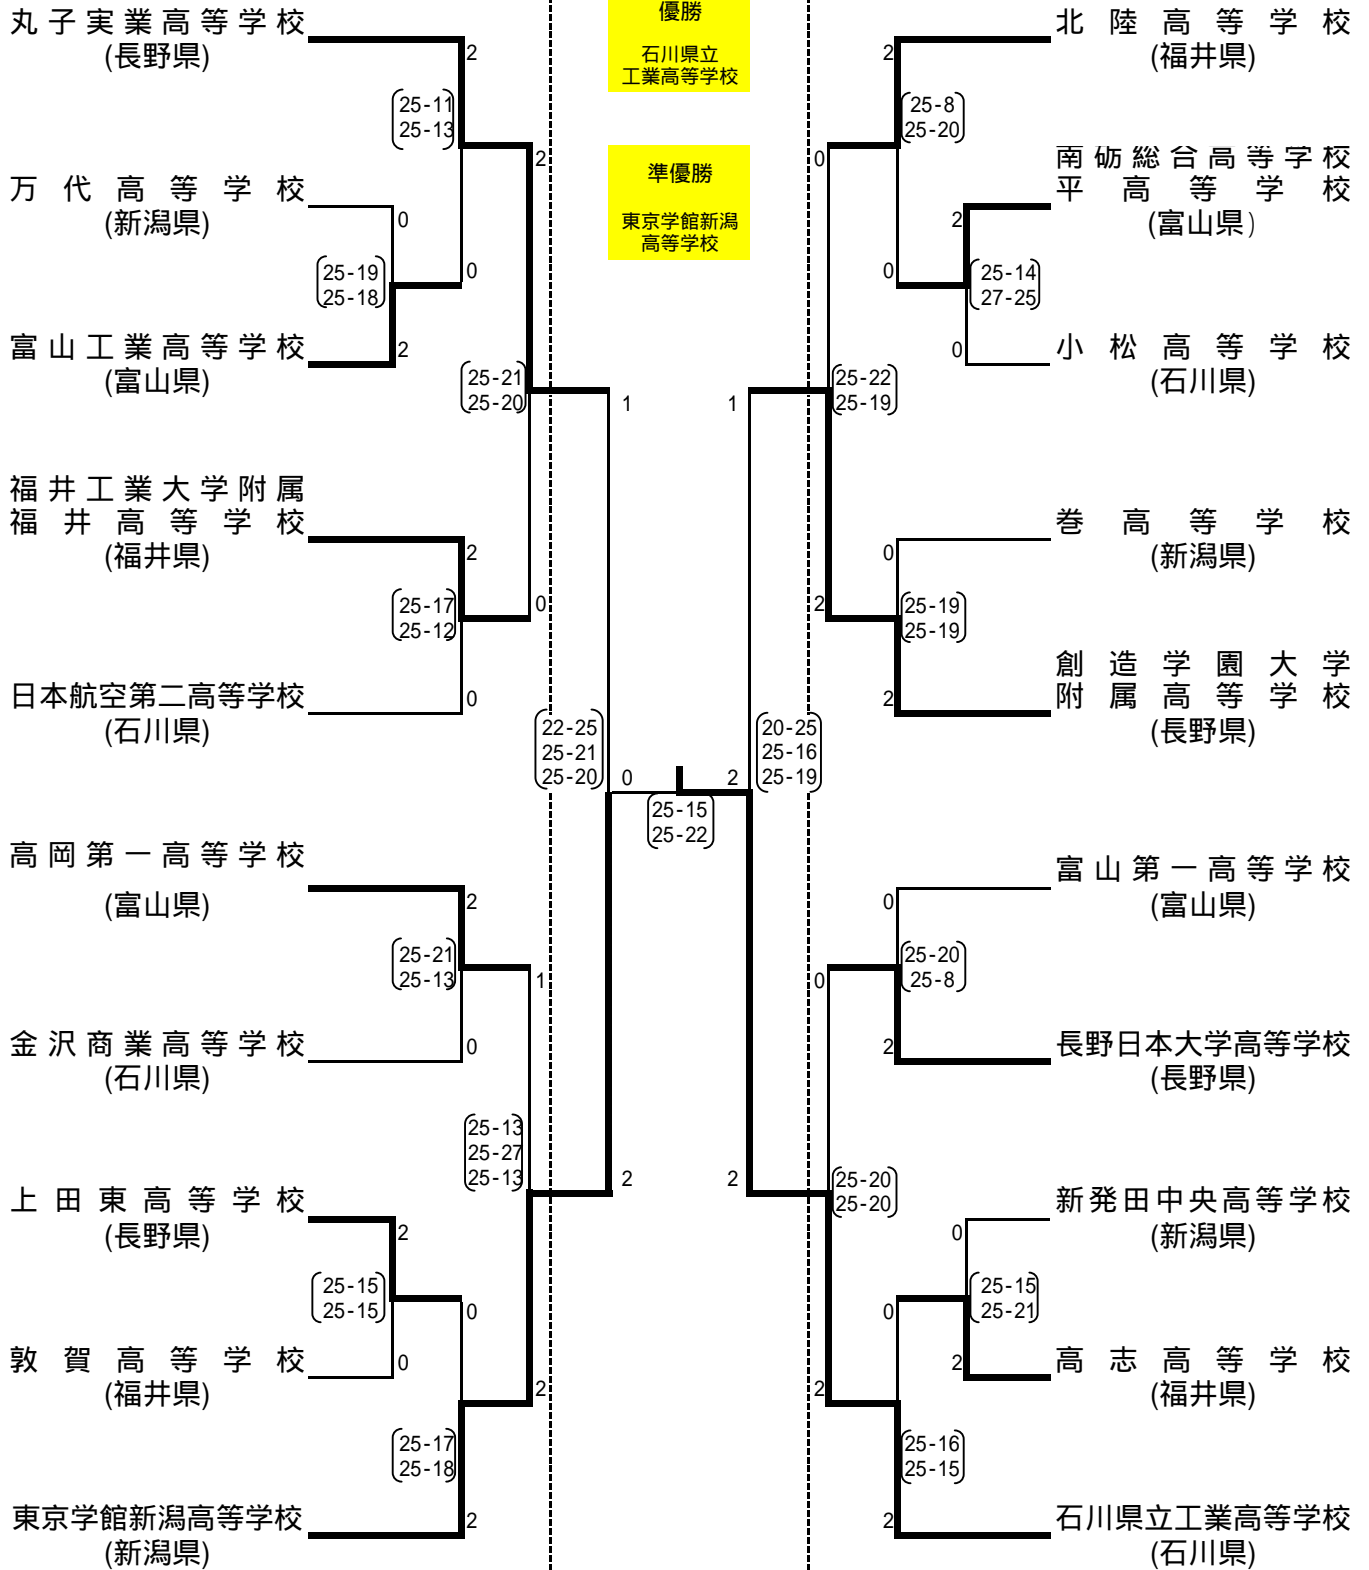 優勝
石川県立
工業高等学校
準優勝
東京学館新潟
高等学校
丸子実業高等学校
(長野県)
2
25-11
25-13
2
万代高等学校
(新潟県)
0
0
25-19
25-18
富山工業高等学校
(富山県)
2
25-21
25-20
1
福井工業大学附属
福井高等学校
(福井県)
2
25-17
25-12
0
日本航空第二高等学校
(石川県)
0
22-25
25-21
25-20
0
高岡第一高等学校
(富山県)
2
25-21
25-13
1
金沢商業高等学校
(石川県)
0
25-13
25-27
25-13
2
上田東高等学校
(長野県)
2
25-15
25-15
0
敦賀高等学校
(福井県)
0
2
25-17
25-18
東京学館新潟高等学校
(新潟県)
2
25-15
25-22
北陸高等学校
(福井県)
2
25-8
25-20
0
南砺総合高等学校
平高等学校
(富山県)
2
0
25-14
27-25
小松高等学校
(石川県)
0
25-22
25-19
1
巻高等学校
(新潟県)
0
25-19
25-19
2
創造学園大学
附属高等学校
(長野県)
2
20-25
25-16
25-19
2
富山第一高等学校
(富山県)
0
25-20
25-8
0
長野日本大学高等学校
(長野県)
2
25-20
25-20
2
新発田中央高等学校
(新潟県)
0
25-15
25-21
0
高志高等学校
(福井県)
2
2
25-16
25-15
石川県立工業高等学校
(石川県)
2